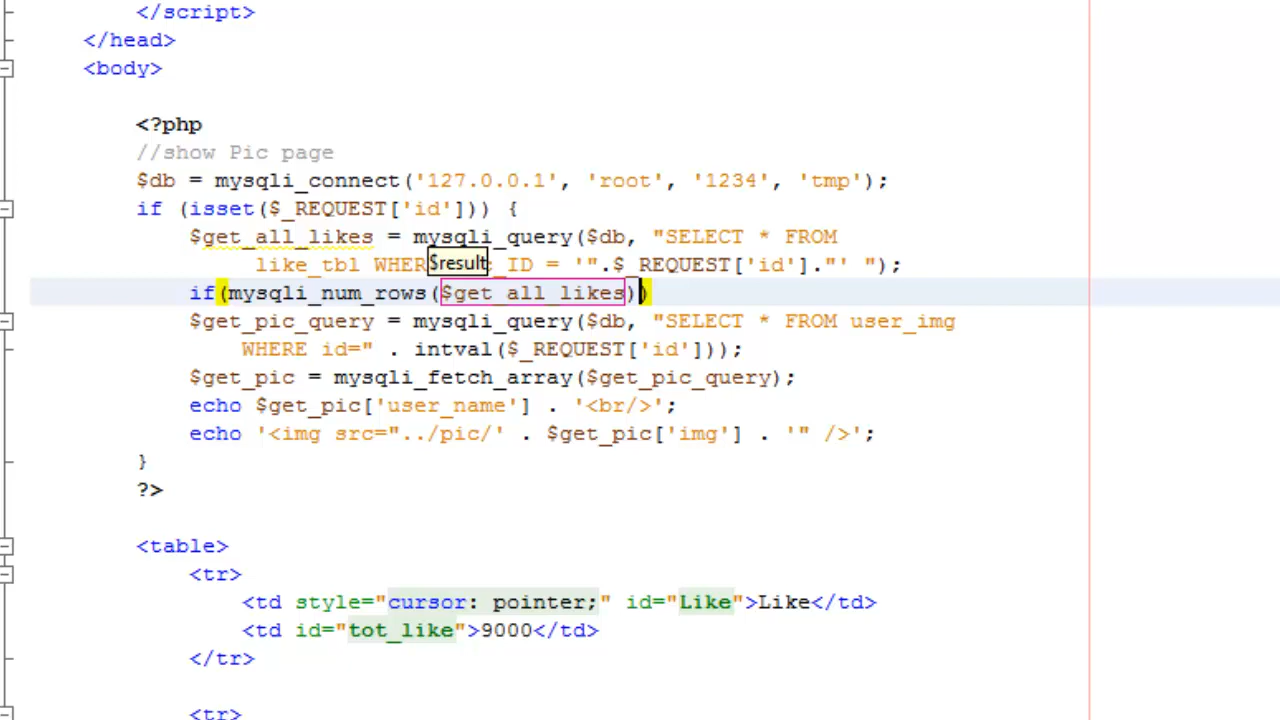 </script>
</head>
<body>
<?php
//show Pic page
$db = mysqli_connect('127.0.0.1', 'root', '1234', 'tmp');
if (isset($_REQUEST['id'])) {
$get_all_likes = mysqli_query($db, "SELECT * FROM
like_tbl WHER $result _ID = '".$_REQUEST['id']."' ");
if(mysqli_num_rows($get_all_likes))
$get_pic_query = mysqli_query($db, "SELECT * FROM user_img
WHERE id=" . intval($_REQUEST['id']));
$get_pic = mysqli_fetch_array($get_pic_query);
echo $get_pic['user_name'] . '<br/>';
echo '<img src="../pic/' . $get_pic['img'] . '" />';
}
?>
<table>
<tr>
<td style="cursor: pointer;" id="Like">Like</td>
<td id="tot_like">9000</td>
</tr>
<tr>